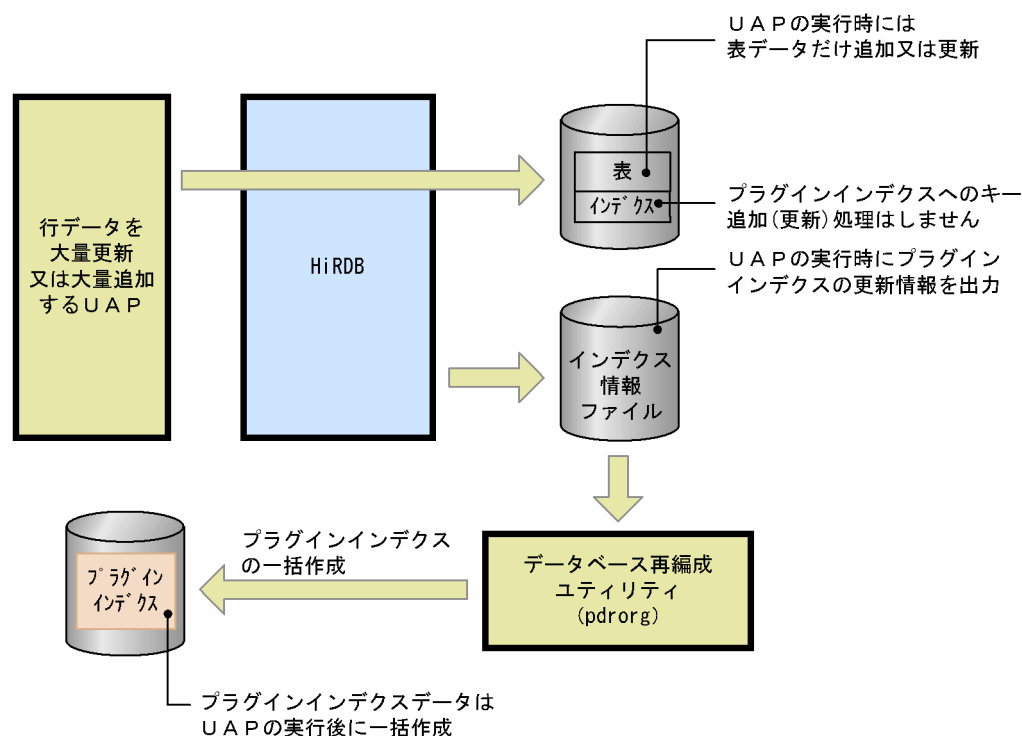 ＵＡＰの実行時には
表データだけ追加又は更新
表
インデクス
プラグインインデクスへのキー
追加(更新)処理はしません
行データを
大量更新
又は大量追加
するＵＡＰ
HiRDB
ＵＡＰの実行時にプラグイン
インデクスの更新情報を出力
インデクス
情報
ファイル
プラグインインデクス
の一括作成
データベース再編成
ユティリティ
(pdrorg)
プラグイン
インデクス
プラグインインデクスデータは
ＵＡＰの実行後に一括作成